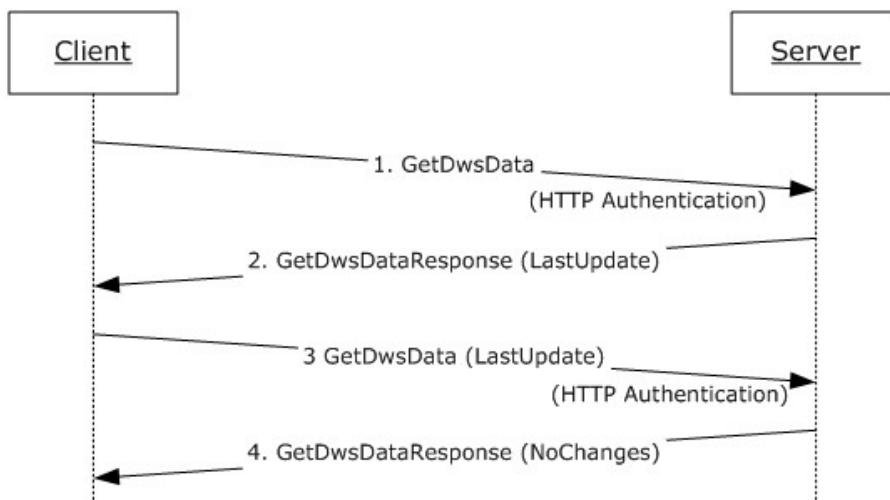 Client
Server
1. GetDwsData
(HTTP Authentication)
2. GetDwsDataResponse (LastUpdate)
3 GetDwsData (LastUpdate)
(HTTP Authentication)
4. GetDwsDataResponse (NoChanges)